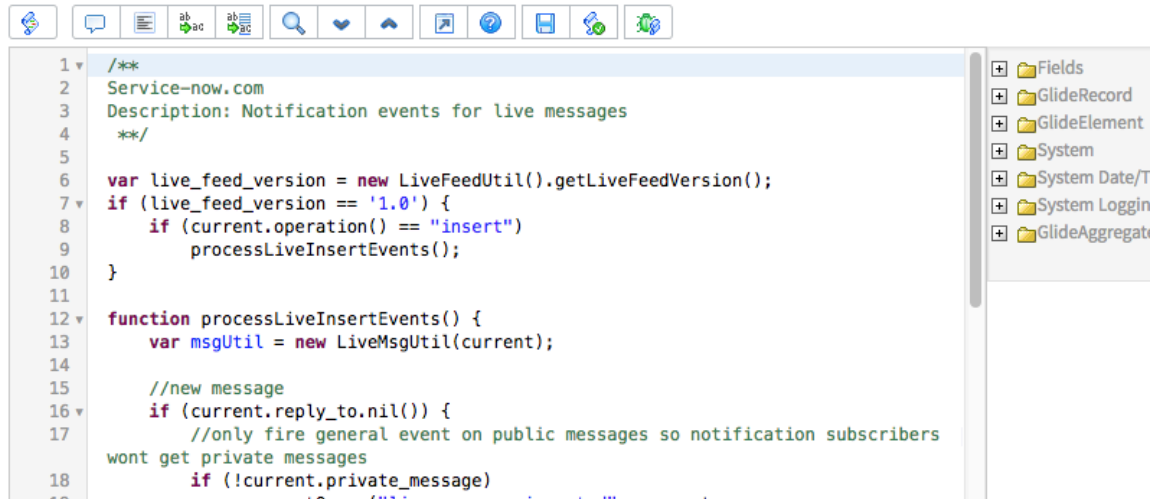 1 /**
2 Service-now.com
3 Description: Notification events for live messages
4 **/
5
6 var live_feed_version = new LiveFeedUtil().getLiveFeedVersion();
7 if (live_feed_version == '1.0') {
8 if (current.operation() == "insert")
9 processLiveInsertEvents();
10 }
11
12 function processLiveInsertEvents() {
13 var msgUtil = new LiveMsgUtil(current);
14
15 //new message
16 if (current.reply_to.nil()) {
17 //only fire general event on public messages so notification subscribers
wont get private messages
18 if (!current.private_message)
Fields
GlideRecord
GlideElement
System
System Date/T
System Loggin
GlideAggregate